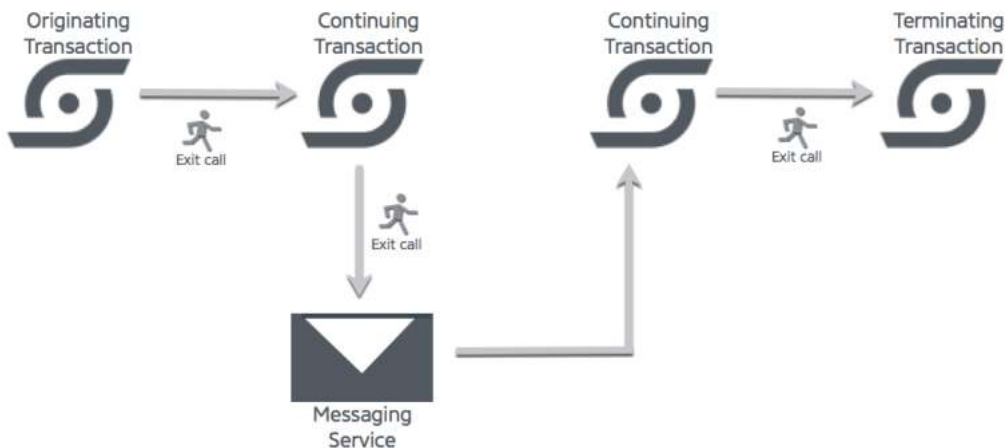 Originating
Transaction
Continuing
Transaction
Continuing
Transaction
Terminating
Transaction
Exit call
Exit call
Exit call
Messaging
Service